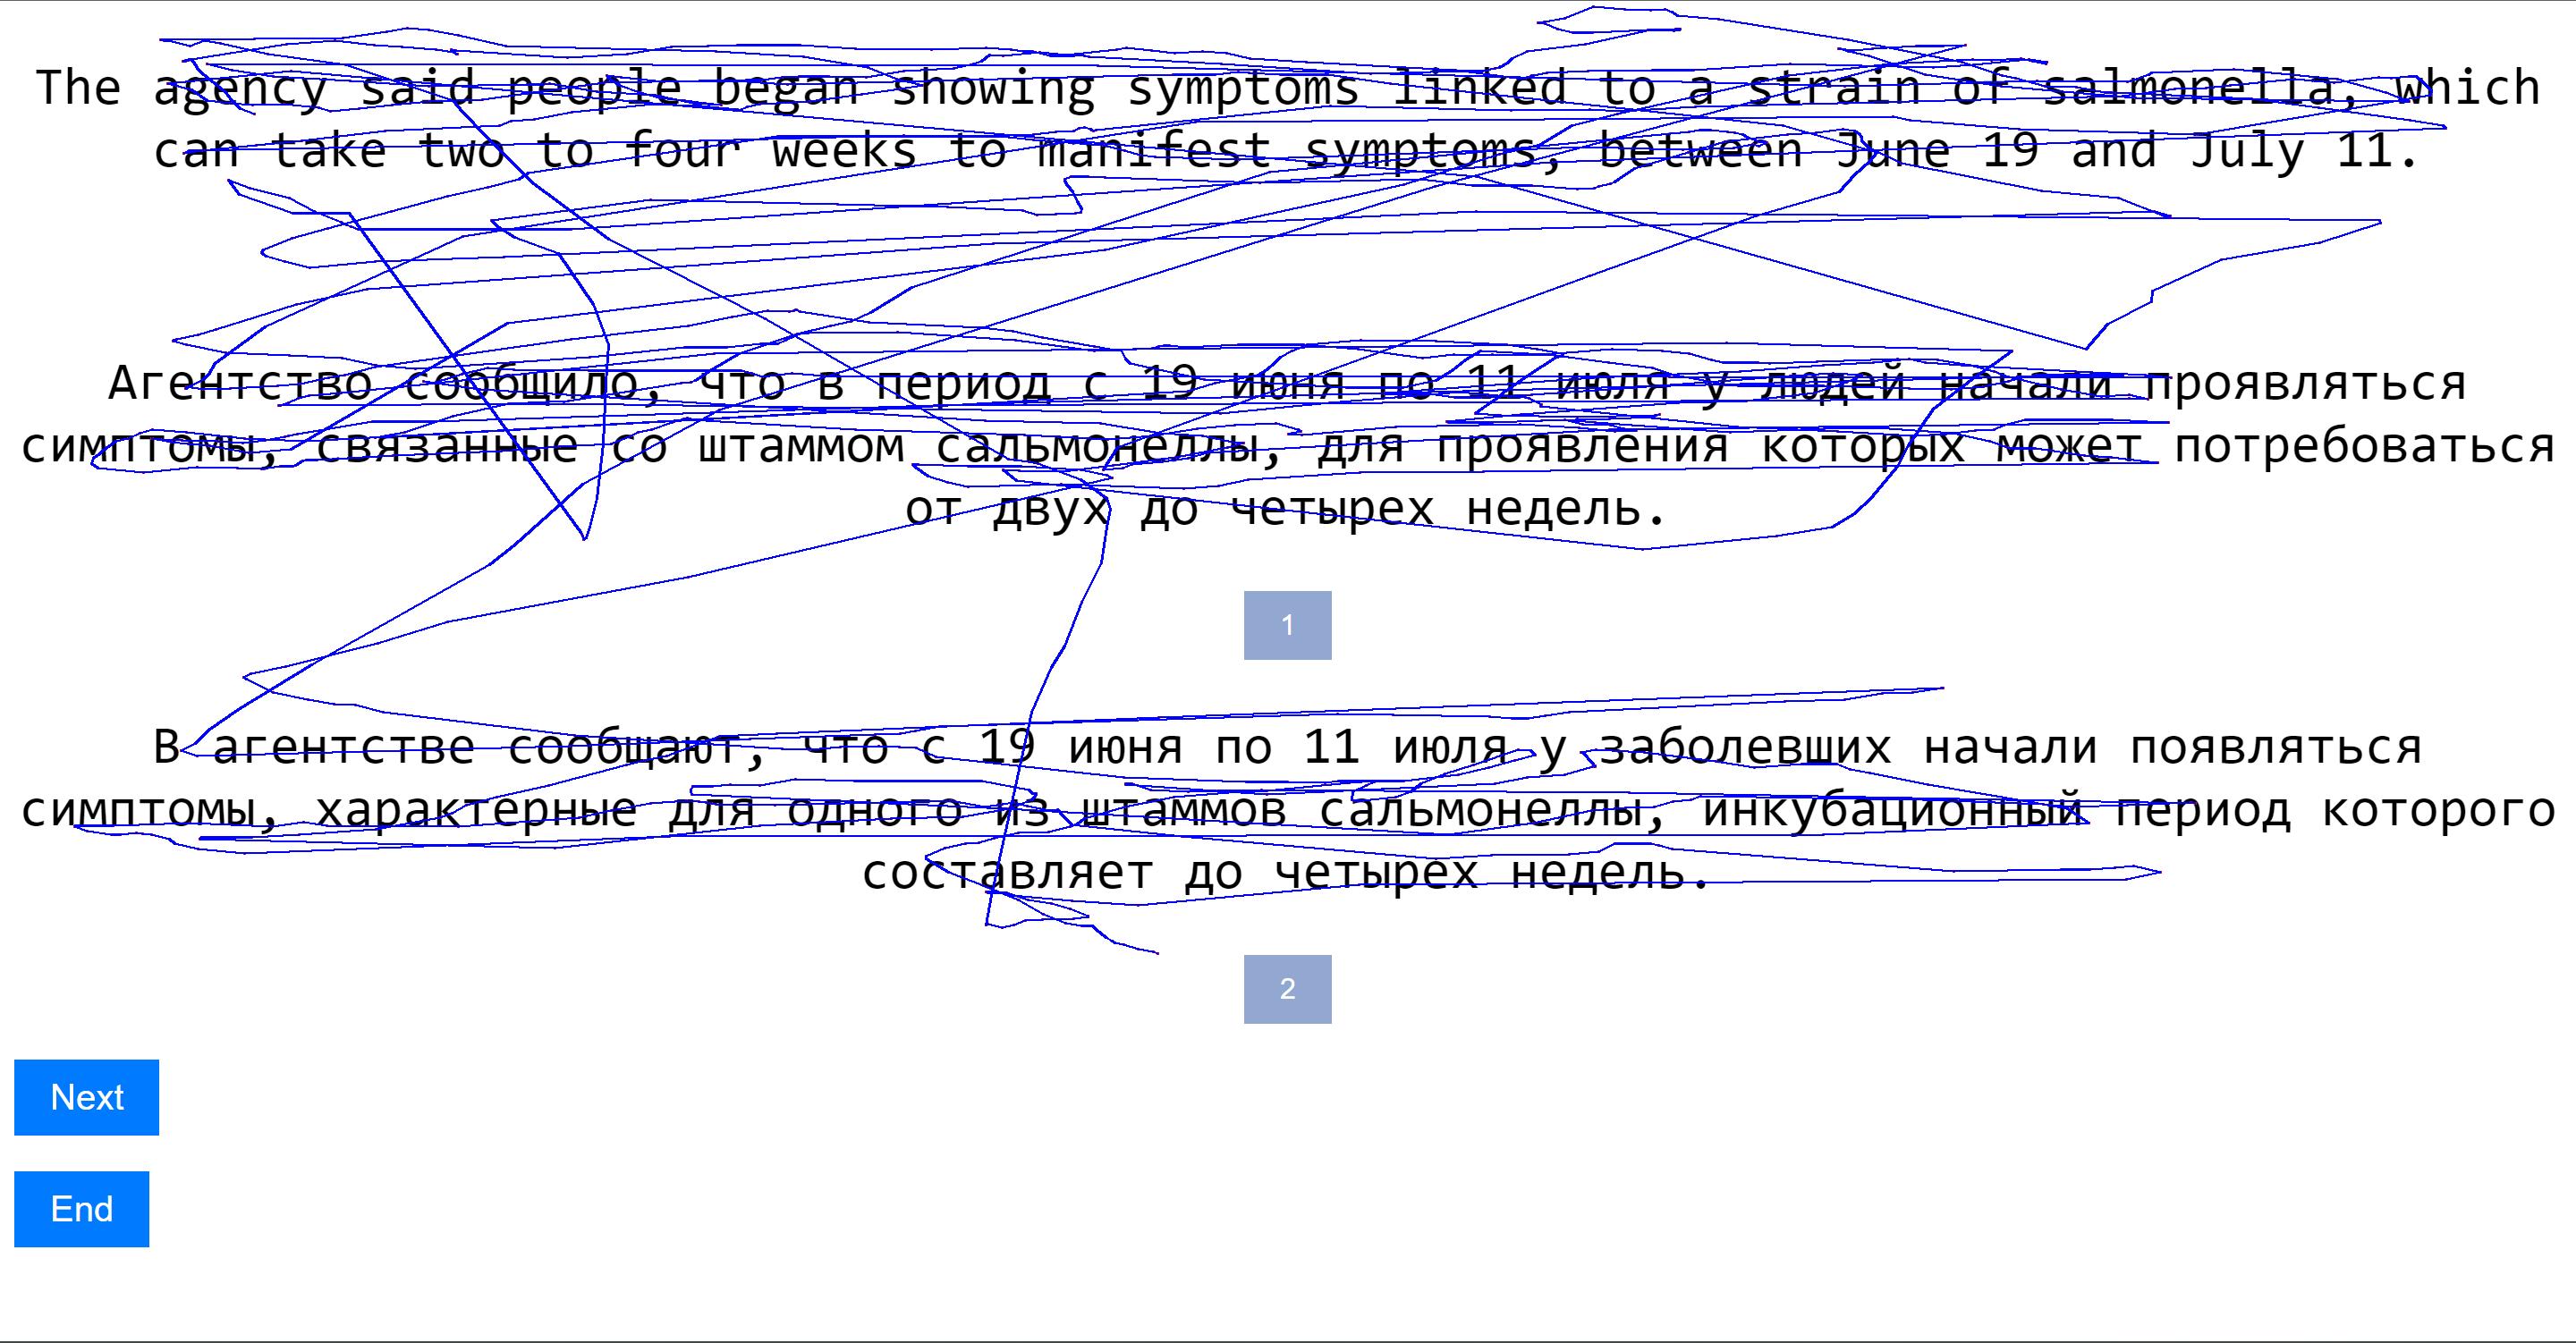 The agency said people began showing symptoms linked to a strain of salmonella, which
can take two to four weeks to manifest symptoms, between June 19 and July 11.
Агентство сообщило, что в период с 19 июня по 11 июля у людей начали проявляться
симптомы, связанные со штаммом сальмонеллы, для проявления которых может потребоваться
от двух до четырех недель.
1
В агентстве сообщают, что с 19 июня по 11 июля у заболевших начали появляться
симптомы, характерные для одного из штаммов сальмонеллы, инкубационный период которого
составляет до четырех недель.
2
Next
End